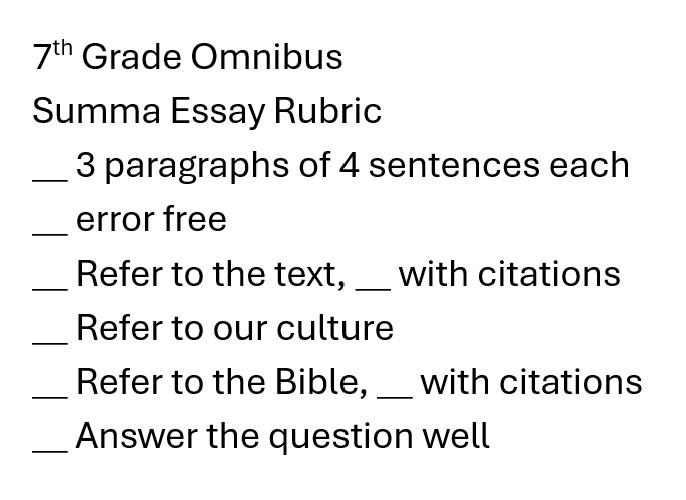 7th Grade Omnibus
Summa Essay Rubric
__ 3 paragraphs of 4 sentences each
__ error free
__ Refer to the text, __ with citations
__ Refer to our culture
__ Refer to the Bible, __ with citations
__ Answer the question well